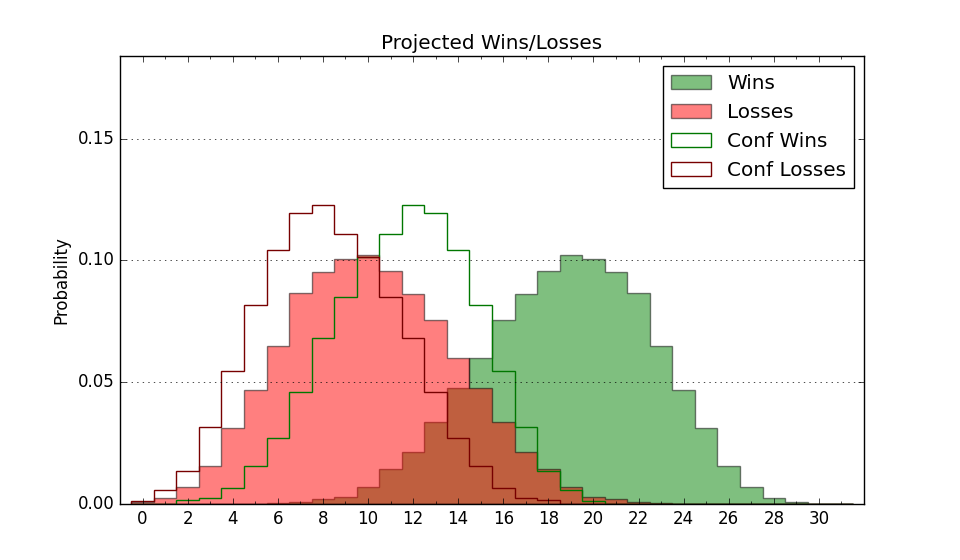 Projected Wins/Losses
Wins
Losses
Conf Wins
Conf Losses
Probability
0.15
0.10
0.05
0.00
0 2 4 6 8 10 12 14 16 18 20 22 24 26 28 30